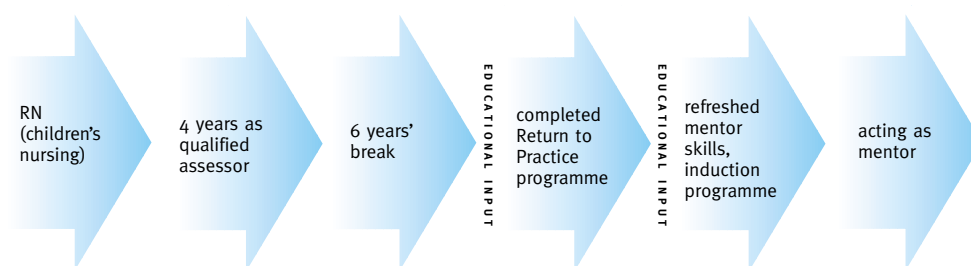 RN
(children's
nursing)
4 years as
qualified
assessor
6 years'
break
EDUCATIONAL INPUT
completed
Return to
Practice
programme
EDUCATIONAL INPUT
refreshed
mentor
skills,
induction
programme
acting as
mentor